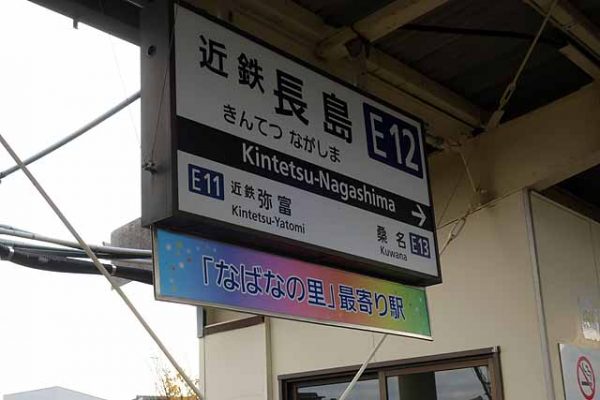 近鉄長島
E12
きんてつ ながしま
Kintetsu-Nagashima
E11 近鉄弥富
Kintetsu-Yatomi
桑名 E13
Kuwana
「なばなの里」最寄り駅